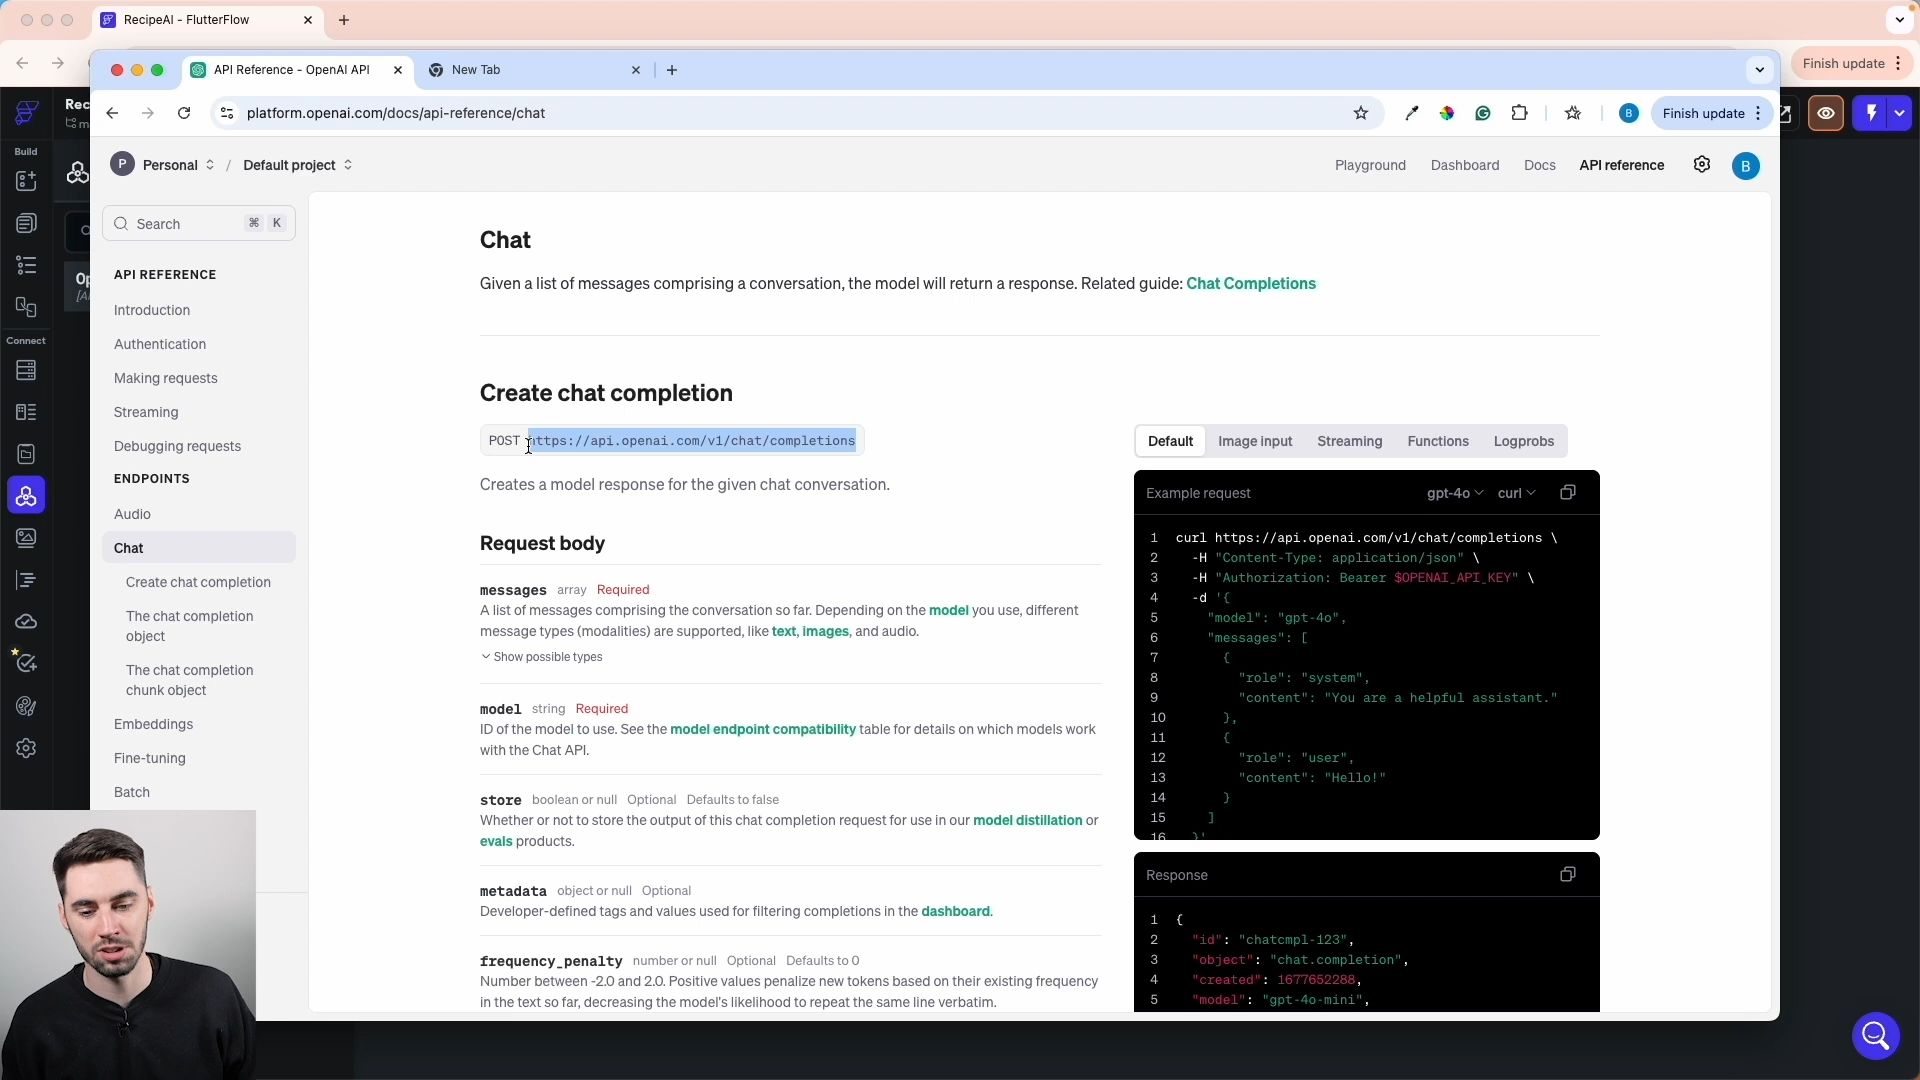 RecipeAI - FlutterFlow
Finish update
API Reference - OpenAI API
New Tab
platform.openai.com/docs/api-reference/chat
B
Finish update
Rec
Build
Connect
P
Personal
/
Default project
Playground
Dashboard
Docs
API reference
B
Search
⌘
K
API REFERENCE
Introduction
Authentication
Making requests
Streaming
Debugging requests
ENDPOINTS
Audio
Chat
Create chat completion
The chat completion
object
The chat completion
chunk object
Embeddings
Fine-tuning
Batch
Chat
Given a list of messages comprising a conversation, the model will return a response. Related guide: Chat Completions
Create chat completion
POST https://api.openai.com/v1/chat/completions
Creates a model response for the given chat conversation.
Request body
messages array Required
A list of messages comprising the conversation so far. Depending on the model you use, different
message types (modalities) are supported, like text, images, and audio.
Show possible types
model string Required
ID of the model to use. See the model endpoint compatibility table for details on which models work
with the Chat API.
store boolean or null Optional Defaults to false
Whether or not to store the output of this chat completion request for use in our model distillation or
evals products.
metadata object or null Optional
Developer-defined tags and values used for filtering completions in the dashboard.
frequency_penalty number or null Optional Defaults to 0
Number between -2.0 and 2.0. Positive values penalize new tokens based on their existing frequency
in the text so far, decreasing the model's likelihood to repeat the same line verbatim.
Default
Image input
Streaming
Functions
Logprobs
Example request
gpt-4o
curl
1 curl https://api.openai.com/v1/chat/completions \
2 -H "Content-Type: application/json" \
3 -H "Authorization: Bearer $OPENAI_API_KEY" \
4 -d '{
5 "model": "gpt-4o",
6 "messages": [
7 {
8 "role": "system",
9 "content": "You are a helpful assistant."
10 },
11 {
12 "role": "user",
13 "content": "Hello!"
14 }
15 ]
16 }'
Response
1 {
2 "id": "chatcmpl-123",
3 "object": "chat.completion",
4 "created": 1677652288,
5 "model": "gpt-4o-mini",